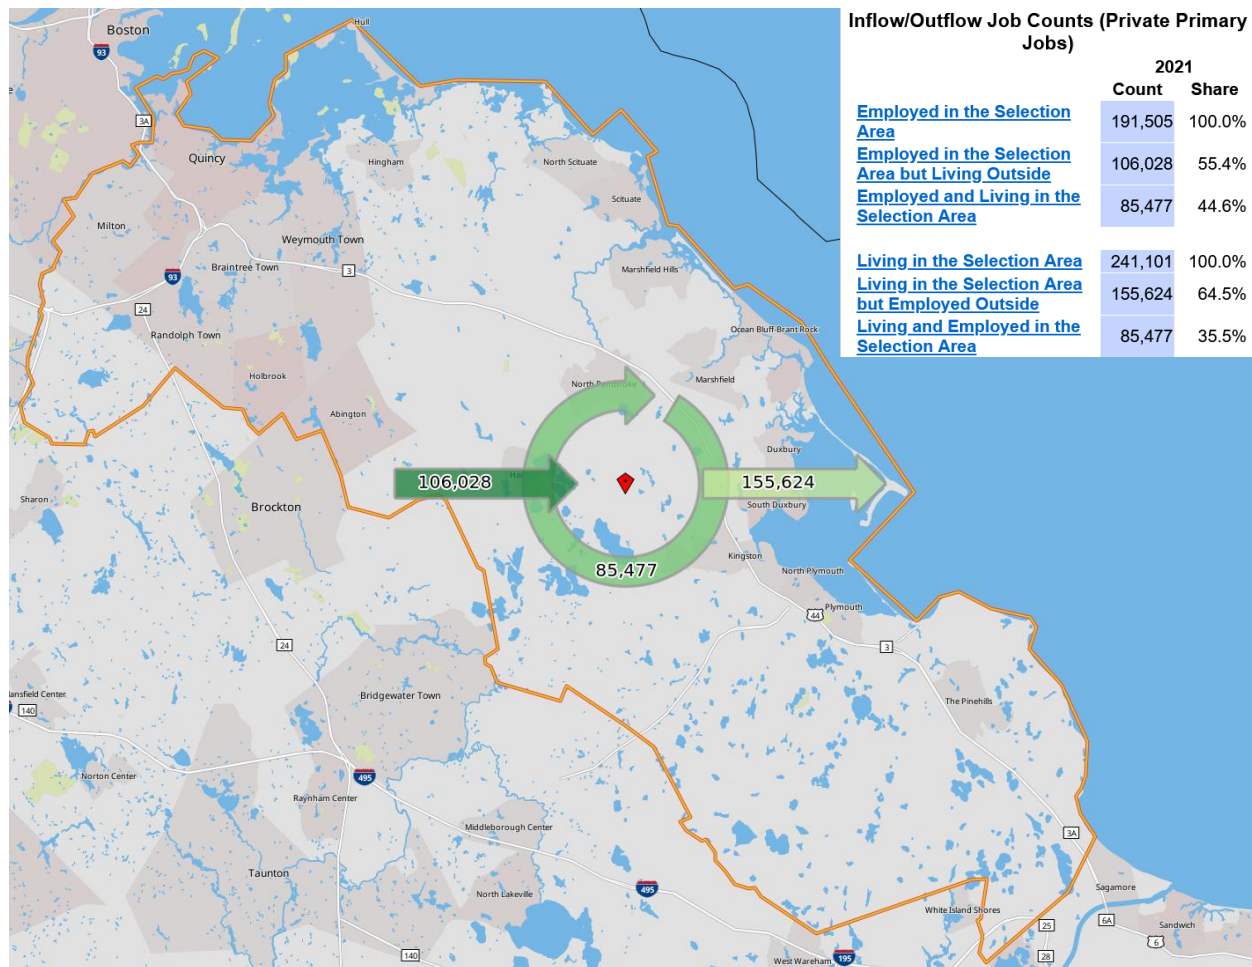 Inflow/Outflow Job Counts (Private Primary
Jobs)
2021
Count Share
Employed in the Selection
Area 191,505 100.0%
Employed in the Selection
Area but Living Outside 106,028 55.4%
Employed and Living in the
Selection Area 85,477 44.6%
Living in the Selection Area 241,101 100.0%
Living in the Selection Area
but Employed Outside 155,624 64.5%
Living and Employed in the
Selection Area 85,477 35.5%
Hull
Boston
93
3A
Quincy
Hingham
North Scituate
Scituate
Milton
Weymouth Town
Braintree Town
93
3
Marshfield Hills
24
Randolph Town
Ocean Bluff-Brant Rock
Holbrook
Marshfield
Abington
Duxbury
106,028
155,624
Sharon
Brockton
South Duxbury
Kingston
85,477
North Plymouth
Plymouth
44
24
3
Bridgewater Town
140
The Pinehills
Norton Center
495
Raynham Center
Middleborough Center
3A
Taunton
North Lakeville
495
Sagamore
White Island Shores
6A
25
Sandwich
6
140
West Wareham
195
28